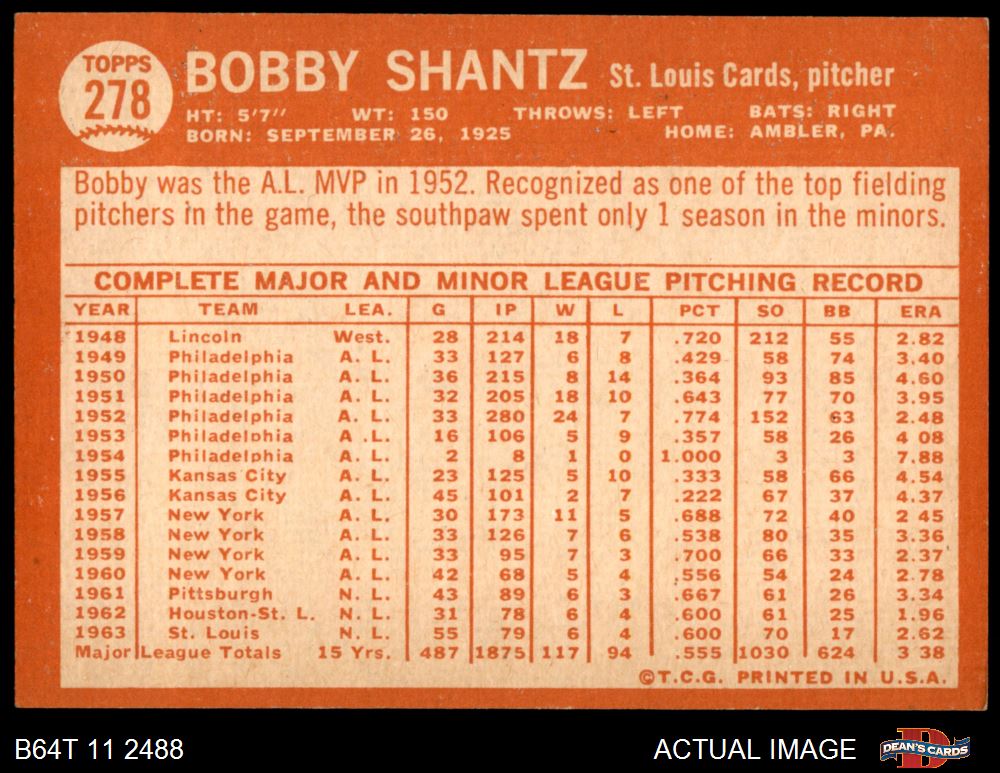 TOPPS
278
BOBBY SHANTZ St. Louis Cards, pitcher
HT: 5'7" WT: 150 THROWS: LEFT BATS: RIGHT
BORN: SEPTEMBER 26, 1925 HOME: AMBLER, PA.
Bobby was the A.L. MVP in 1952. Recognized as one of the top fielding
pitchers in the game, the southpaw spent only 1 season in the minors.
COMPLETE MAJOR AND MINOR LEAGUE PITCHING RECORD
YEAR TEAM LEA. G IP W L PCT SO BB ERA
1948 Lincoln West. 28 214 18 7 .720 212 55 2.82
1949 Philadelphia A. L. 33 127 6 8 .429 58 74 3.40
1950 Philadelphia A. L. 36 215 8 14 .364 93 85 4.60
1951 Philadelphia A. L. 32 205 18 10 .643 77 70 3.95
1952 Philadelphia A. L. 33 280 24 7 .774 152 63 2.48
1953 Philadelphia A .L. 16 106 5 9 .357 58 26 4 08
1954 Philadelphia A. L. 2 8 1 0 1.000 3 3 7.88
1955 Kansas City A. L. 23 125 5 10 .333 58 66 4.54
1956 Kansas City A. L. 45 101 2 7 .222 67 37 4.37
1957 New York A. L. 30 173 11 5 .688 72 40 2 45
1958 New York A. L. 33 126 7 6 .538 80 35 3.36
1959 New York A. L. 33 95 7 3 .700 66 33 2.37
1960 New York A. L. 42 68 5 4 .556 54 24 2.78
1961 Pittsburgh N. L. 43 89 6 3 .667 61 26 3.34
1962 Houston-St. L. N. L. 31 78 6 4 .600 61 25 1.96
1963 St. Louis N. L. 55 79 6 4 .600 70 17 2.62
Major League Totals 15 Yrs. 487 1875 117 94 .555 1030 624 3 38
©T.C.G. PRINTED IN U.S.A.
B64T 11 2488 ACTUAL IMAGE DEAN'S CARDS